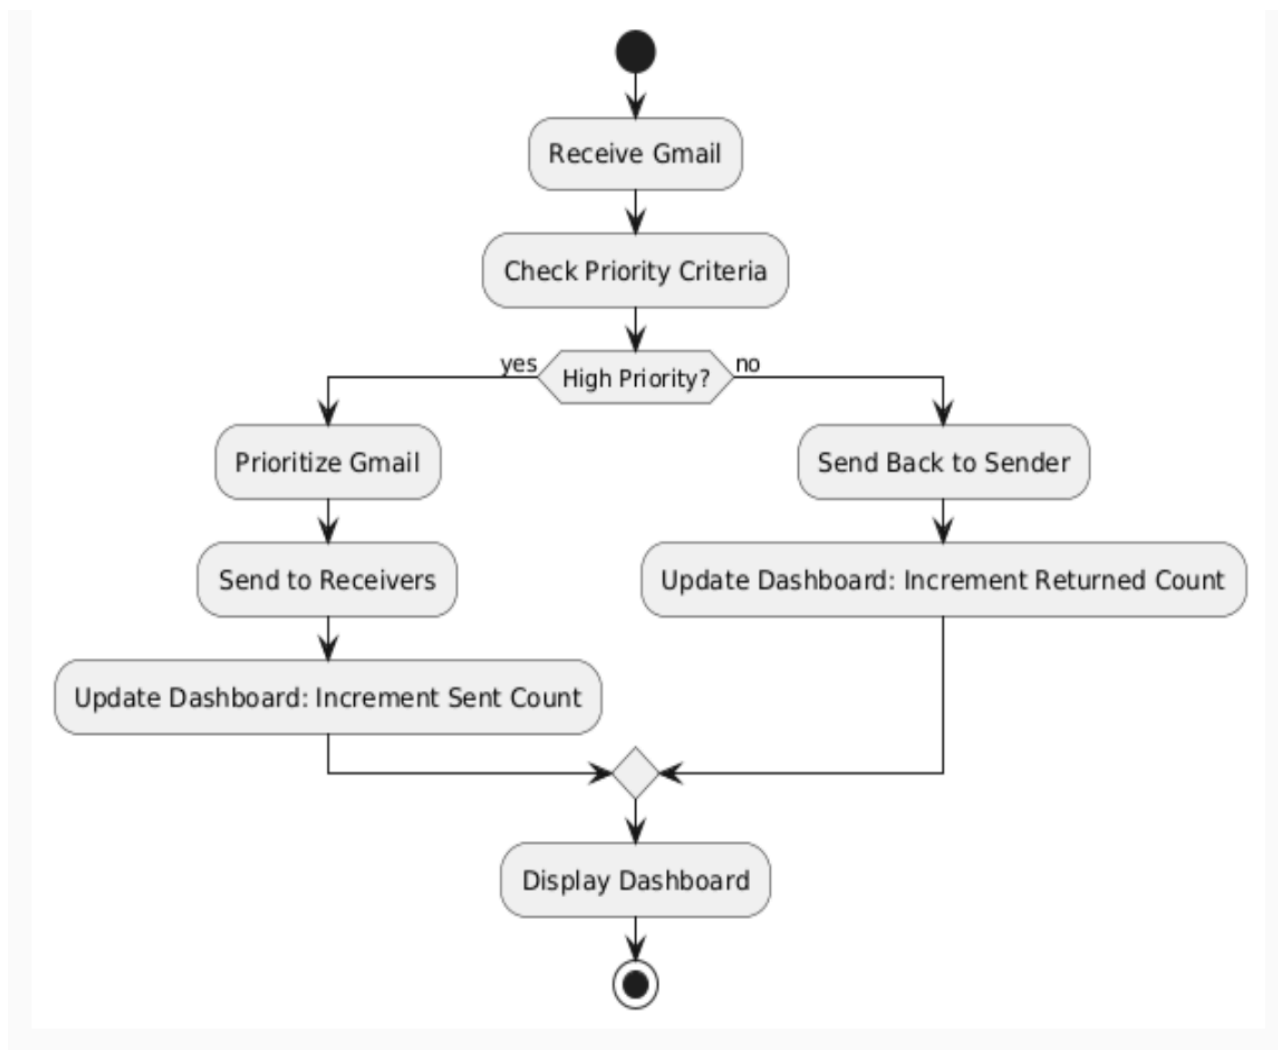 Receive Gmail
Check Priority Criteria
yes
High Priority?
no
Prioritize Gmail
Send to Receivers
Update Dashboard: Increment Sent Count
Send Back to Sender
Update Dashboard: Increment Returned Count
Display Dashboard